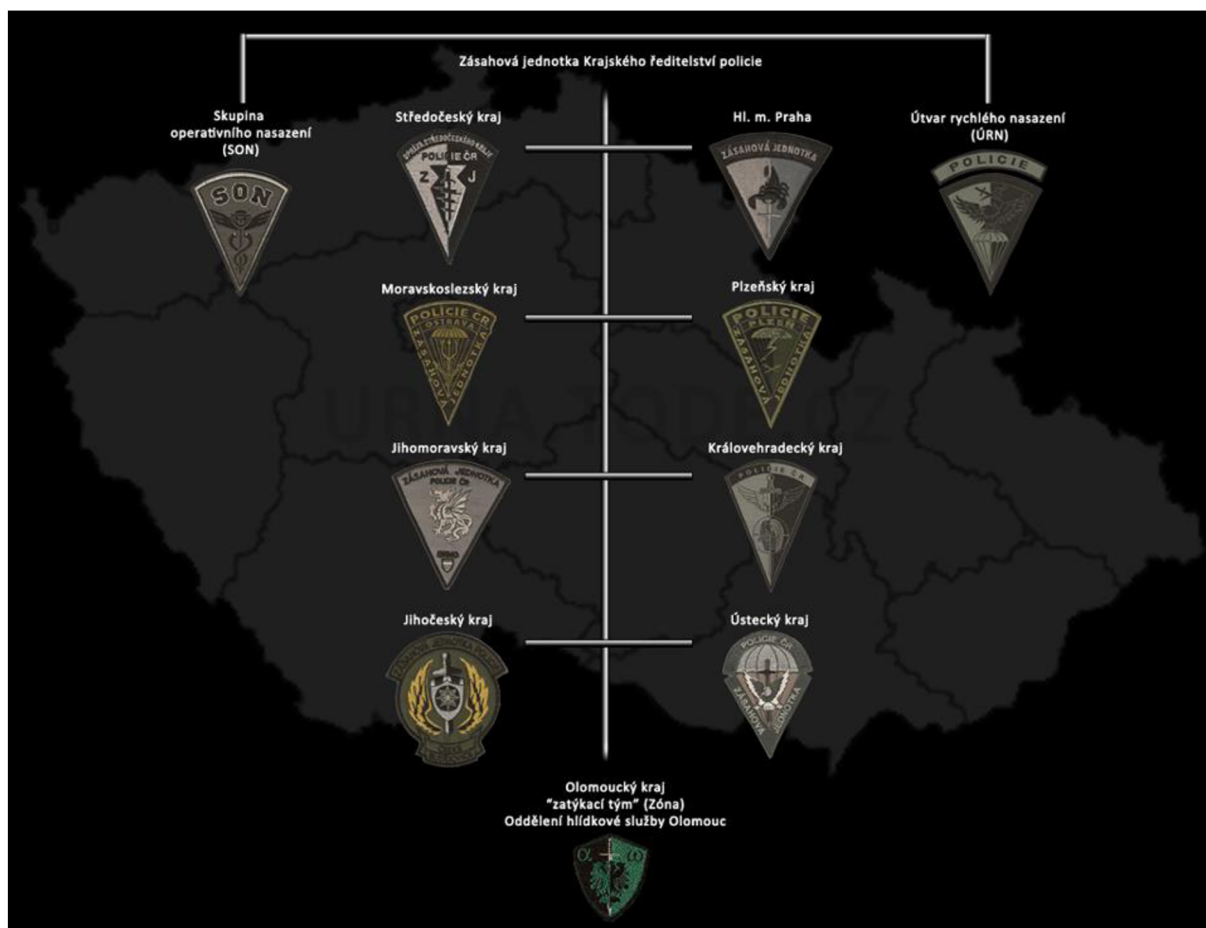 Zásahová jednotka Krajského ředitelství policie
Skupina
operativního nasazení
(SON)
SON
Středočeský kraj
POLICIE ČR
Z J
Hl. m. Praha
ZÁSAHOVÁ JEDNOTKA
Útvar rychlého nasazení
(ÚRN)
POLICIE
Moravskoslezský kraj
POLICIE ČR
OSTRAVA
ZÁSAHOVÁ
JEDNOTKA
Plzeňský kraj
POLICIE
PLZEŇ
ZÁSAHOVÁ
JEDNOTKA
Jihomoravský kraj
ZÁSAHOVÁ JEDNOTKA
POLICIE ČR
BRNO
Královehradecký kraj
POLICIE ČR
Jihočeský kraj
ZÁSAHOVÁ JEDNOTKA POLICIE
Ústecký kraj
POLICIE ČR
ZÁSAHOVÁ
JEDNOTKA
Olomoucký kraj
"zatýkací tým" (Zóna)
Oddělení hlídkové služby Olomouc
α ω